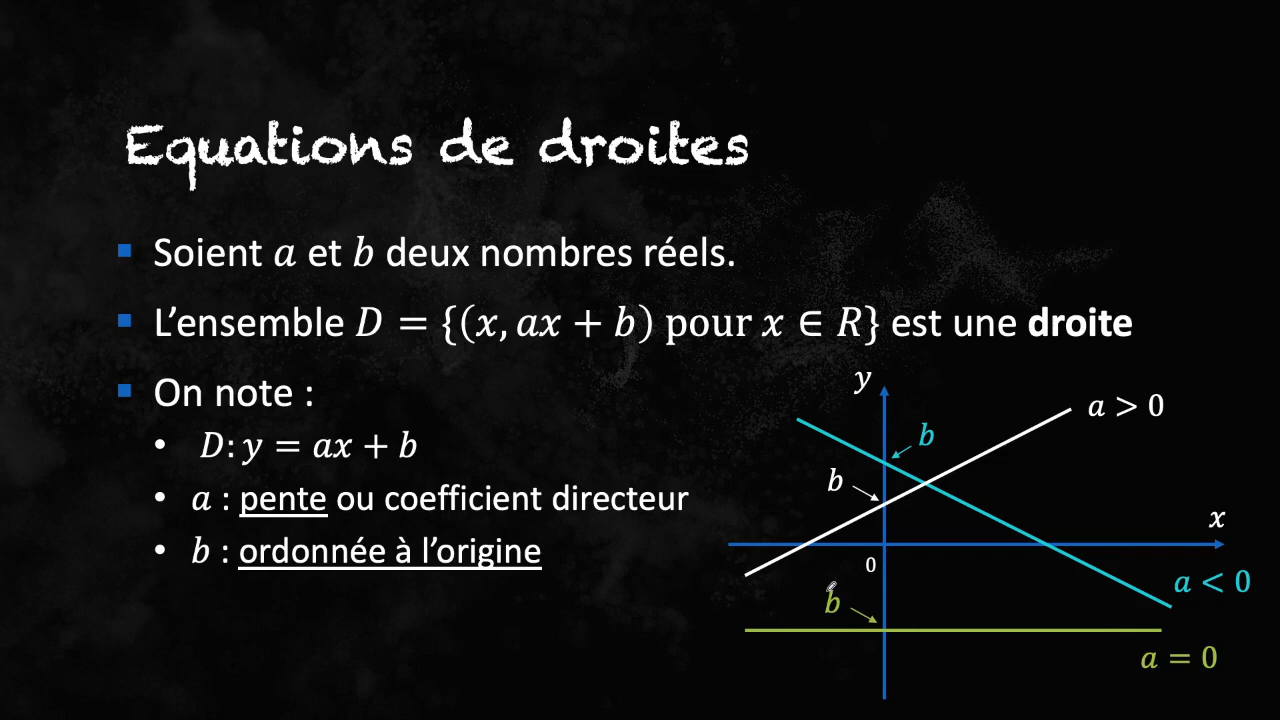 Equations de droites
Soient a et b deux nombres réels.
L’ensemble D = {(x, ax + b) pour x ∈ R} est une droite
On note :
D: y = ax + b
a : pente ou coefficient directeur
b : ordonnée à l’origine
y
a > 0
b
b
x
0
a < 0
b
a = 0